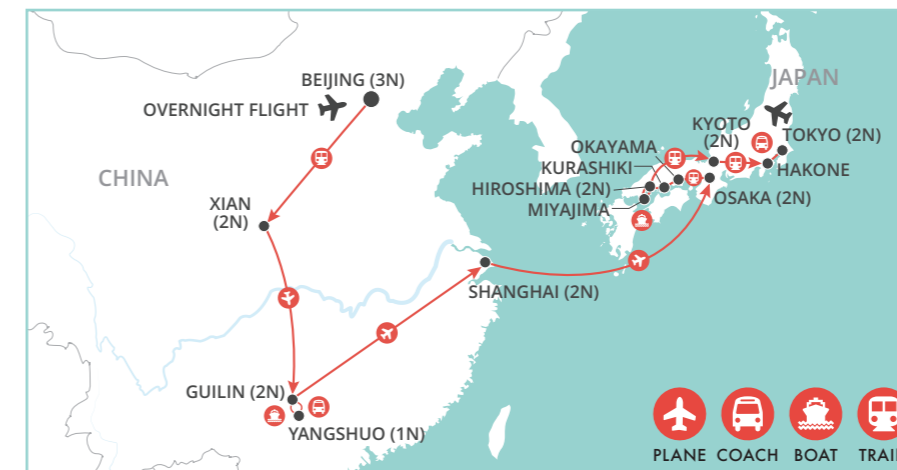 BEIJING (3N)
OVERNIGHT FLIGHT
CHINA
XIAN
(2N)
GUILIN (2N)
YANGSHUO (1N)
SHANGHAI (2N)
JAPAN
KYOTO
(2N)
TOKYO (2N)
OKAYAMA
KURASHIKI
HAKONE
HIROSHIMA (2N)
OSAKA (2N)
MIYAJIMA
PLANE COACH BOAT